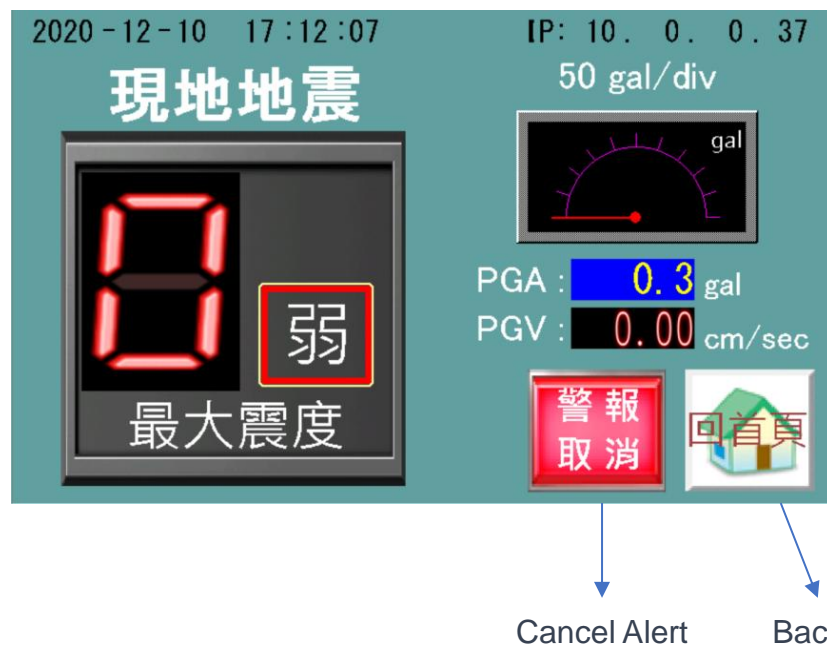 2020-12-10 17:12:07
IP: 10. 0. 0. 37
現地地震
50 gal/div
gal
0
弱
最大震度
PGA : 0.3 gal
PGV : 0.00 cm/sec
警報
取消
回首頁
Cancel Alert
Bac